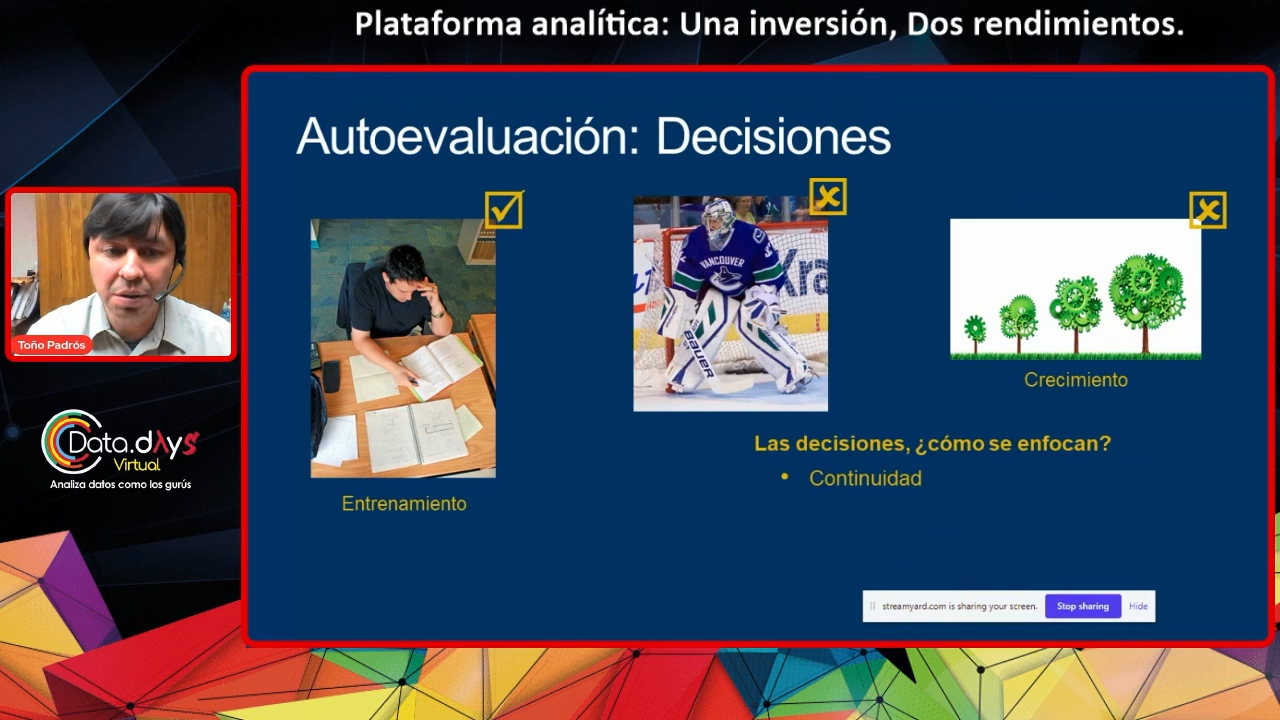 Plataforma analítica: Una inversión, Dos rendimientos.
Autoevaluación: Decisiones
VANCOUVER
BAUER
Kra
Toño Padrós
Crecimiento
Las decisiones, ¿cómo se enfocan?
• Continuidad
Entrenamiento
Data.dAys
Virtual
Analiza datos como los gurús
streamyard.com is sharing your screen.
Stop sharing
Hide